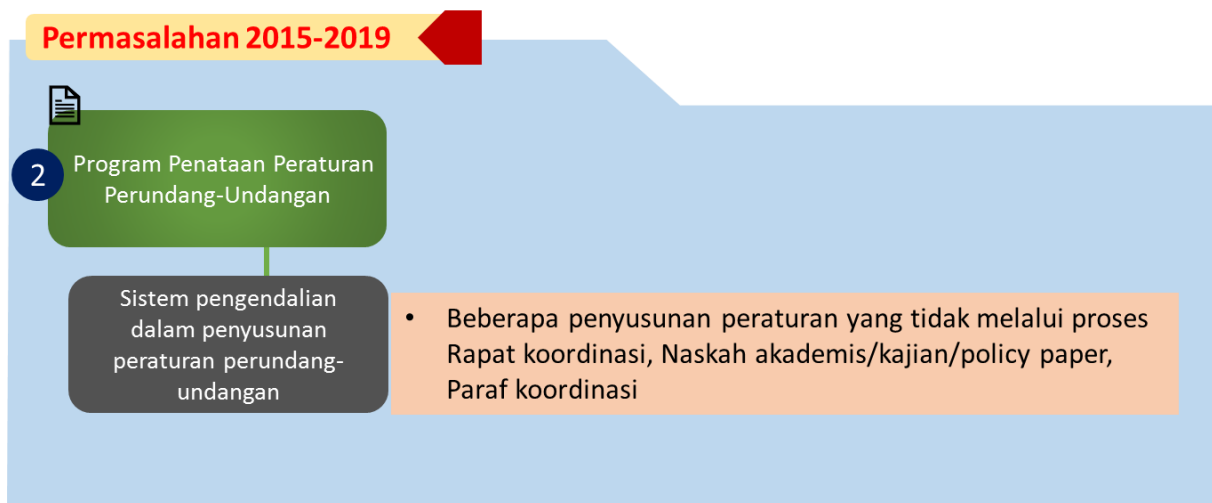 Permasalahan 2015-2019
2
Program Penataan Peraturan
Perundang-Undangan
Sistem pengendalian
dalam penyusunan
peraturan perundang-
undangan
• Beberapa penyusunan peraturan yang tidak melalui proses
Rapat koordinasi, Naskah akademis/kajian/policy paper,
Paraf koordinasi